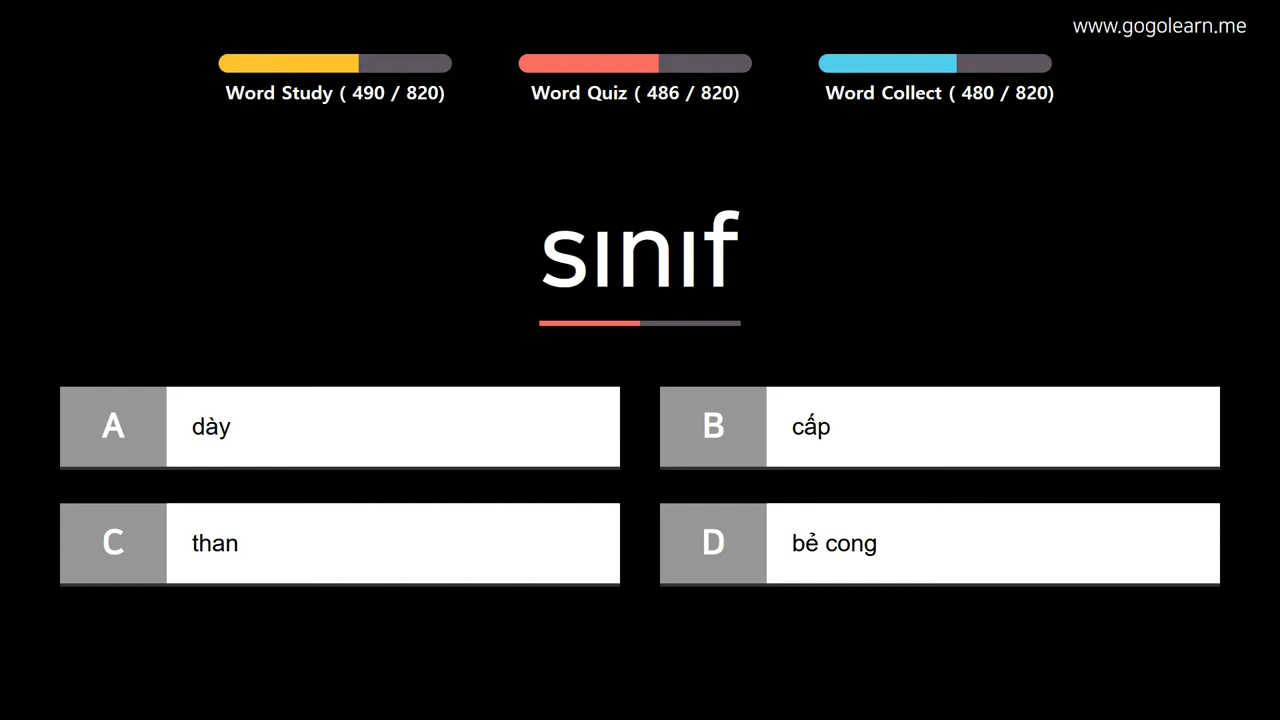 www.gogolearn.me
Word Study ( 490 / 820)
Word Quiz ( 486 / 820)
Word Collect ( 480 / 820)
sınıf
A dày
B cấp
C than
D bẻ cong